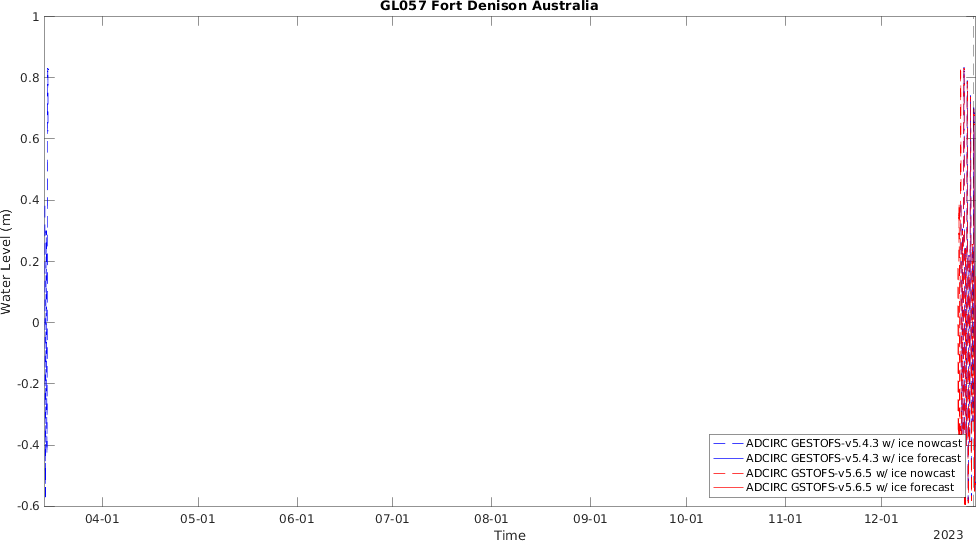 GL057 Fort Denison Australia
1
0.8
0.6
0.4
0.2
0
-0.2
-0.4
-0.6
Water Level (m)
04-01 05-01 06-01 07-01 08-01 09-01 10-01 11-01 12-01
Time
2023
ADCIRC GESTOFS-v5.4.3 w/ ice nowcast
ADCIRC GESTOFS-v5.4.3 w/ ice forecast
ADCIRC GSTOFS-v5.6.5 w/ ice nowcast
ADCIRC GSTOFS-v5.6.5 w/ ice forecast